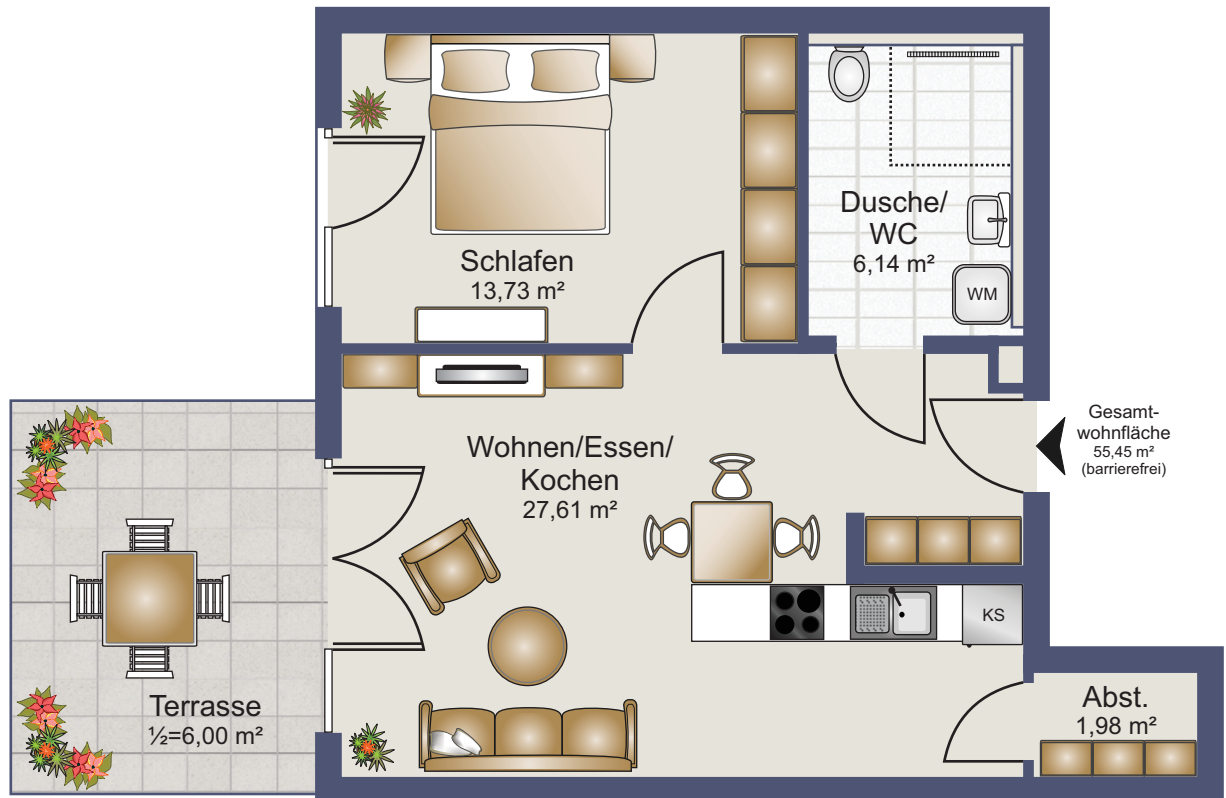 Schlafen
13,73 m²
Dusche/
WC
6,14 m²
WM
Wohnen/Essen/
Kochen
27,61 m²
Gesamt-
wohnfläche
55,45 m²
(barrierefrei)
KS
Terrasse
½=6,00 m²
Abst.
1,98 m²